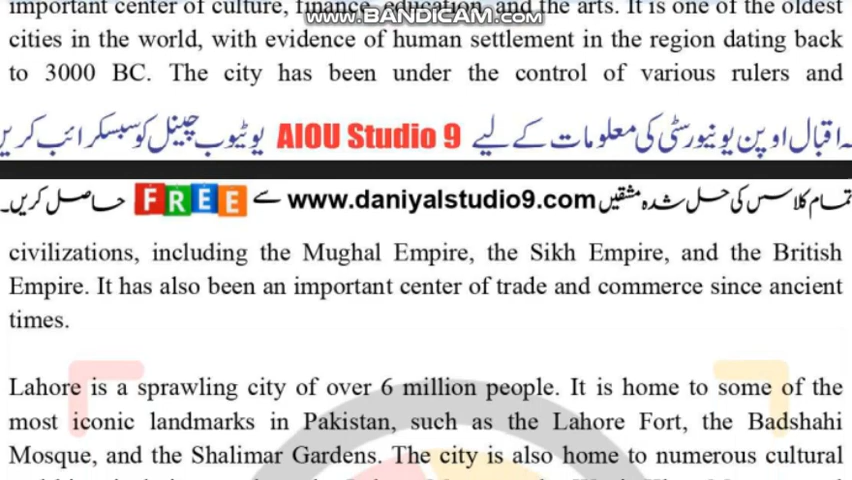 important center of culture, finance, education, and the arts. It is one of the oldest
www.BANDICAM.com
cities in the world, with evidence of human settlement in the region dating back
to 3000 BC. The city has been under the control of various rulers and
اقبال اوپن یونیورسٹی کی معلومات کے لیے AIOU Studio 9 یوٹیوب چینل کو سبسکرائب کریں
تمام کلاسس کی حل شدہ مشقیں www.daniyalstudio9.com سے FREE حاصل کریں۔
civilizations, including the Mughal Empire, the Sikh Empire, and the British
Empire. It has also been an important center of trade and commerce since ancient
times.
Lahore is a sprawling city of over 6 million people. It is home to some of the
most iconic landmarks in Pakistan, such as the Lahore Fort, the Badshahi
Mosque, and the Shalimar Gardens. The city is also home to numerous cultural